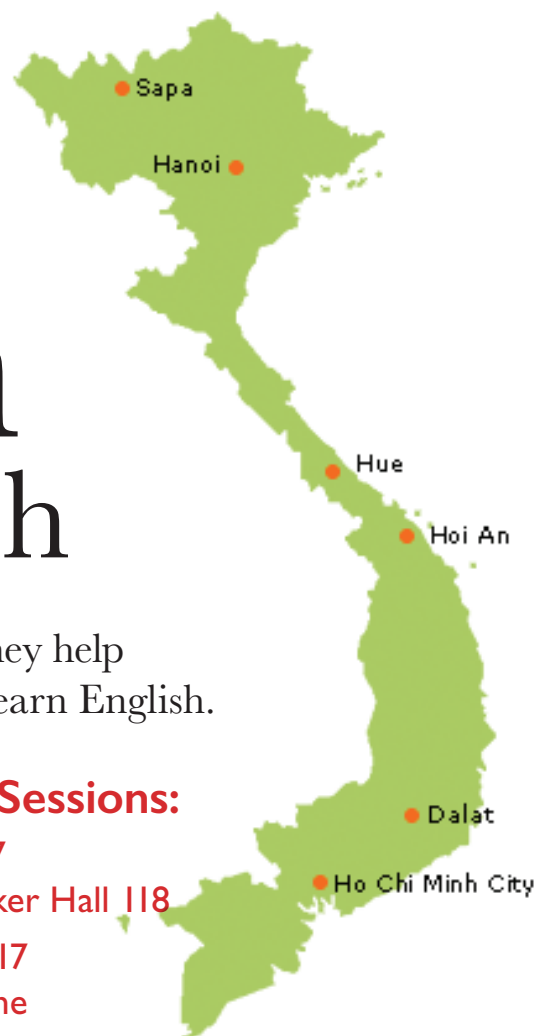 Sapa
Hanoi
h
Hue
Hoi An
hey help
earn English.
Sessions:
Dalat
Ho Chi Minh City
ker Hall 118
17
ne